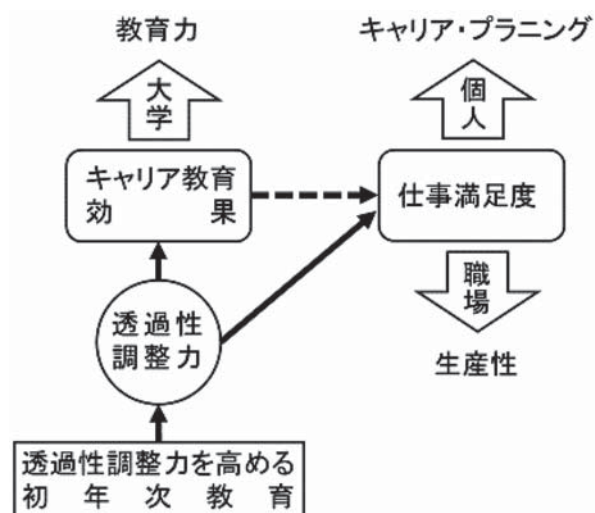 教育力
キャリア・プラニング
大学
個人
キャリア教育
効果
仕事満足度
職場
透過性
調整力
生産性
透過性調整力を高める
初年次教育